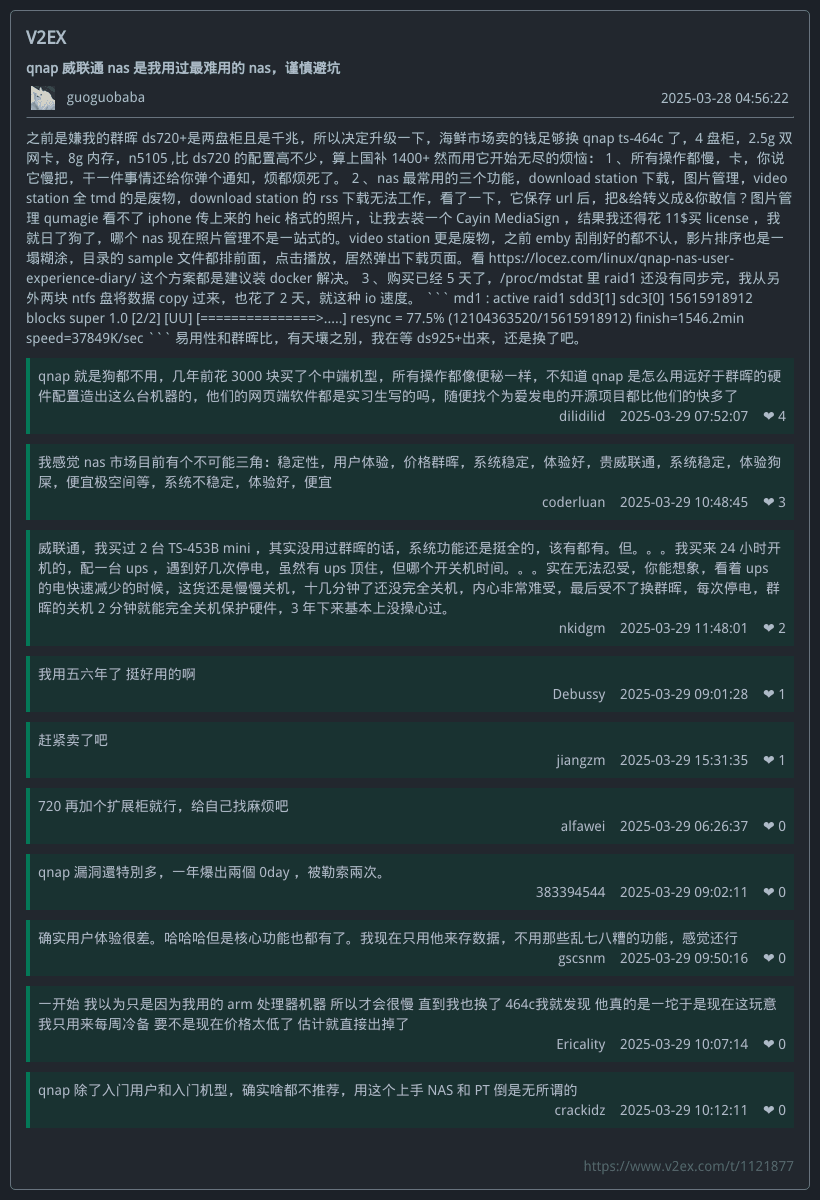 V2EX
qnap 威联通 nas 是我用过最难用的 nas，谨慎避坑
guoguobaba 2025-03-28 04:56:22
之前是嫌我的群晖 ds720+是两盘柜且是千兆，所以决定升级一下，海鲜市场卖的钱足够换 qnap ts-464c 了，4 盘柜，2.5g 双
网卡，8g 内存，n5105 ,比 ds720 的配置高不少，算上国补 1400+ 然而用它开始无尽的烦恼： 1 、所有操作都慢，卡，你说
它慢把，干一件事情还给你弹个通知，烦都烦死了。 2 、nas 最常用的三个功能，download station 下载，图片管理，video
station 全 tmd 的是废物，download station 的 rss 下载无法工作，看了一下，它保存 url 后，把&给转义成&你敢信？图片管
理 qumagie 看不了 iphone 传上来的 heic 格式的照片，让我去装一个 Cayin MediaSign ，结果我还得花 11$买 license ，我
就日了狗了，哪个 nas 现在照片管理不是一站式的。video station 更是废物，之前 emby 刮削好的都不认，影片排序也是一
塌糊涂，目录的 sample 文件都排前面，点击播放，居然弹出下载页面。看 https://locez.com/linux/qnap-nas-user-
experience-diary/ 这个方案都是建议装 docker 解决。 3 、购买已经 5 天了，/proc/mdstat 里 raid1 还没有同步完，我从另
外两块 ntfs 盘将数据 copy 过来，也花了 2 天，就这种 io 速度。 ``` md1 : active raid1 sdd3[1] sdc3[0] 15615918912
blocks super 1.0 [2/2] [UU] [===============>.....] resync = 77.5% (12104363520/15615918912) finish=1546.2min
speed=37849K/sec ``` 易用性和群晖比，有天壤之别，我在等 ds925+出来，还是换了吧。
qnap 就是狗都不用，几年前花 3000 块买了个中端机型，所有操作都像便秘一样，不知道 qnap 是怎么用远好于群晖的硬
件配置造出这么台机器的，他们的网页端软件都是实习生写的吗，随便找个为爱发电的开源项目都比他们的快多了
dilidilid 2025-03-29 07:52:07 ❤ 4
我感觉 nas 市场目前有个不可能三角：稳定性，用户体验，价格群晖，系统稳定，体验好，贵威联通，系统稳定，体验狗
屎，便宜极空间等，系统不稳定，体验好，便宜
coderluan 2025-03-29 10:48:45 ❤ 3
威联通，我买过 2 台 TS-453B mini ，其实没用过群晖的话，系统功能还是挺全的，该有都有。但。。。我买来 24 小时开
机的，配一台 ups ，遇到好几次停电，虽然有 ups 顶住，但哪个开关机时间。。。实在无法忍受，你能想象，看着 ups
的电快速减少的时候，这货还是慢慢关机，十几分钟了还没完全关机，内心非常难受，最后受不了换群晖，每次停电，群
晖的关机 2 分钟就能完全关机保护硬件，3 年下来基本上没操心过。
nkidgm 2025-03-29 11:48:01 ❤ 2
我用五六年了 挺好用的啊
Debussy 2025-03-29 09:01:28 ❤ 1
赶紧卖了吧
jiangzm 2025-03-29 15:31:35 ❤ 1
720 再加个扩展柜就行，给自己找麻烦吧
alfawei 2025-03-29 06:26:37 ❤ 0
qnap 漏洞還特別多，一年爆出兩個 0day ，被勒索兩次。
383394544 2025-03-29 09:02:11 ❤ 0
确实用户体验很差。哈哈哈但是核心功能也都有了。我现在只用他来存数据，不用那些乱七八糟的功能，感觉还行
gscsnm 2025-03-29 09:50:16 ❤ 0
一开始 我以为只是因为我用的 arm 处理器机器 所以才会很慢 直到我也换了 464c我就发现 他真的是一坨于是现在这玩意
我只用来每周冷备 要不是现在价格太低了 估计就直接出掉了
Ericality 2025-03-29 10:07:14 ❤ 0
qnap 除了入门用户和入门机型，确实啥都不推荐，用这个上手 NAS 和 PT 倒是无所谓的
crackidz 2025-03-29 10:12:11 ❤ 0
https://www.v2ex.com/t/1121877